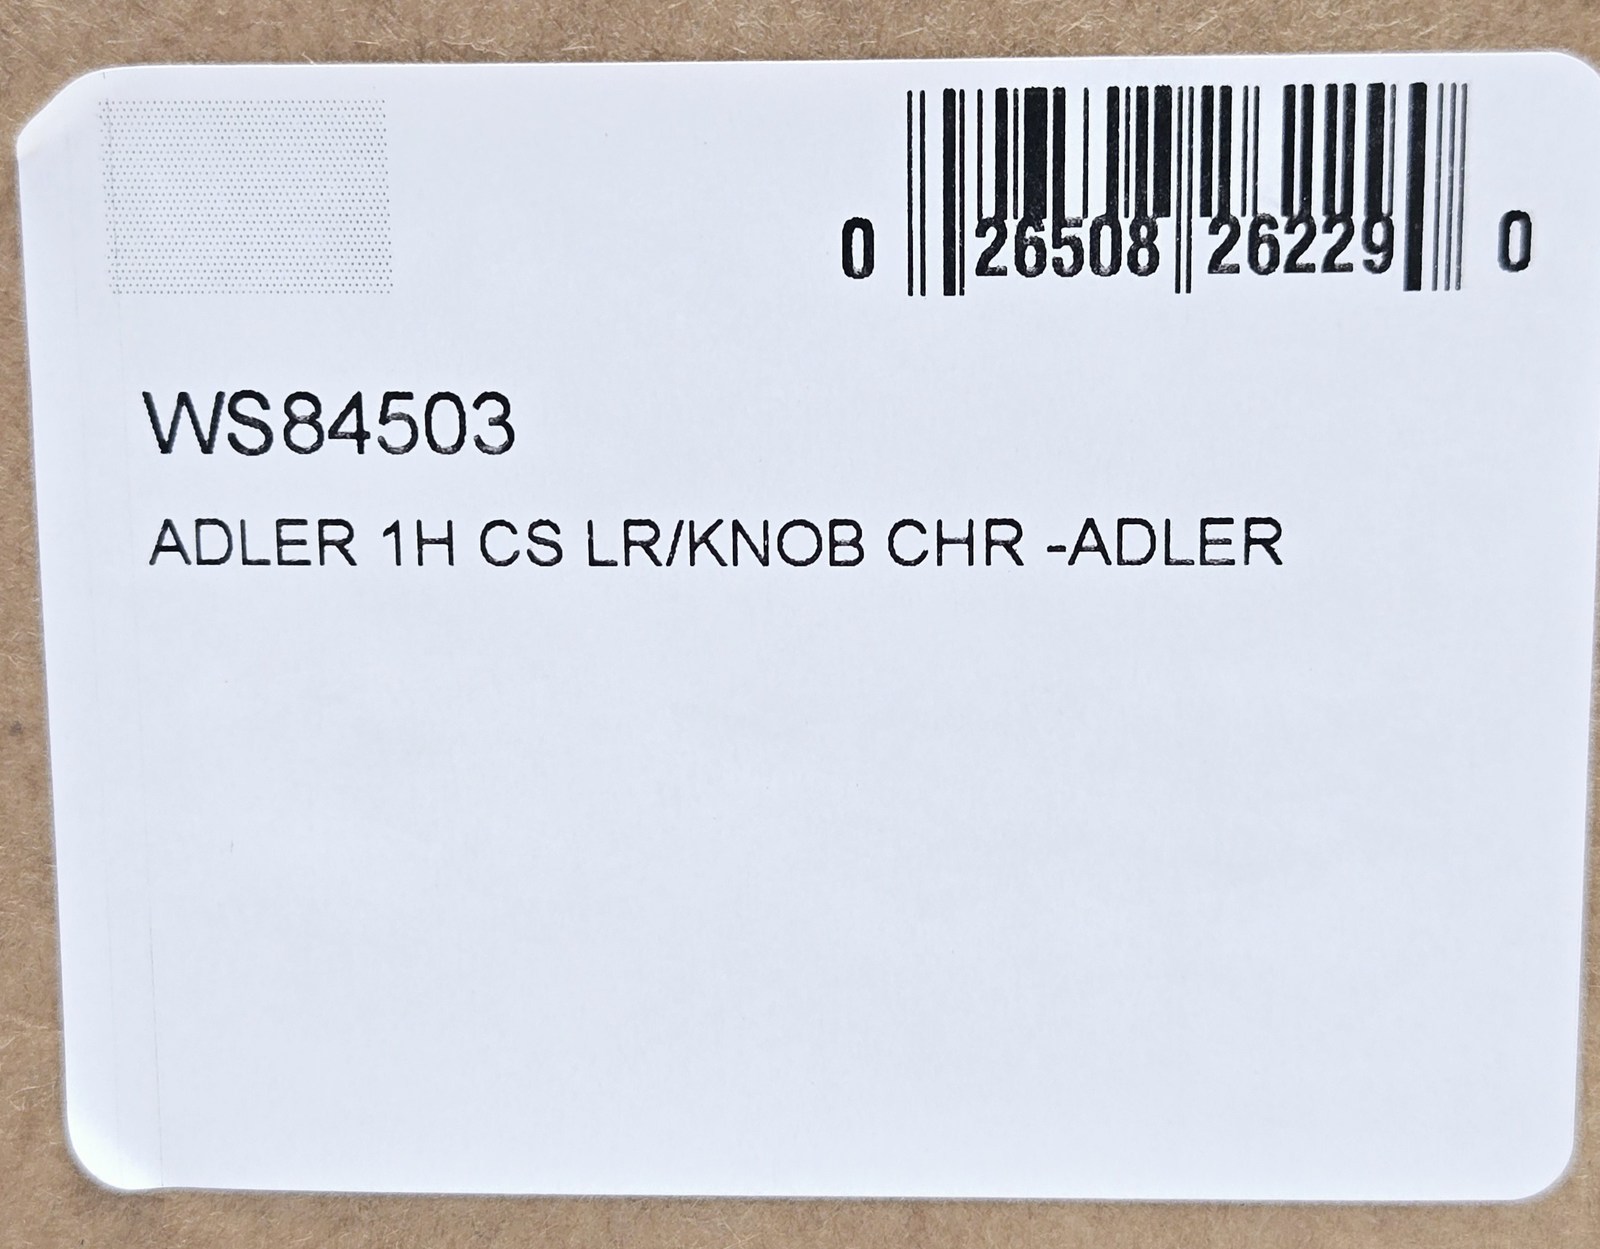 0 26508 26229 0
WS84503
ADLER 1H CS LR/KNOB CHR -ADLER